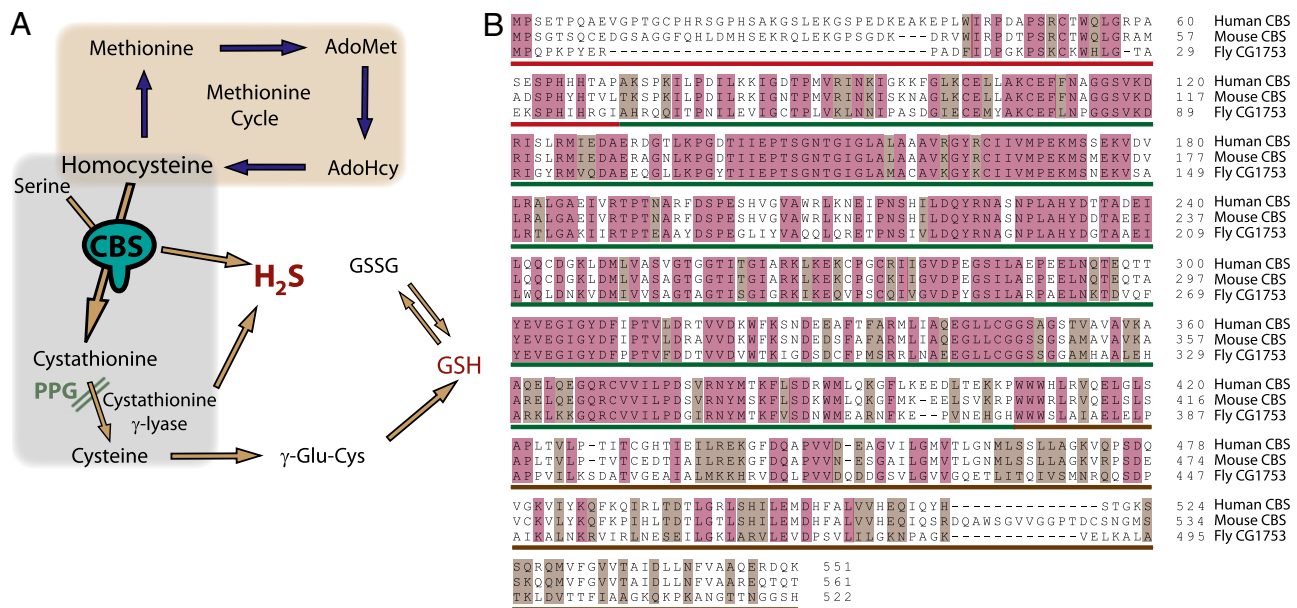 A
Methionine
AdoMet
Methionine
Cycle
Homocysteine
AdoHcy
Serine
CBS
H2S
GSSG
GSH
Cystathionine
PPG
Cystathionine
γ-lyase
Cysteine
γ-Glu-Cys
B
MPSETPQAEVGPTGCPHRSGPHSAKGSLEKGSPEDKEAKEPLWIRPDAPSRCTWQLGRPA 60 Human CBS
MPSGTSQCEDGSAGGFQHLDMHSEKRQLEKGPSGDK---DRVWIRPDTPSRCTWQLGRAM 57 Mouse CBS
MPQPKPYER------------------------------PADFIDPGKPSKCKWHLG-TA 29 Fly CG1753
SESPHHHTAPAKSPKILPDILKKIGDTPMVRINKIGKKFGLKCELLAKCEFFNAGGSVKD 120 Human CBS
ADSPHYHTVLTKSPKILPDILRKIGNTPMVRINKISKNAGLKCELLAKCEFFNAGGSVKD 117 Mouse CBS
EKSPHIHRGIAHRQQITPNILEVIGCTPLVKLNNIPASDGIECEMYAKCEFLNPGGSVKD 89 Fly CG1753
RISLRMIEDAERDGTLKPGDTIIEPTSGNTGIGLALAAAVRGYRCIIVMPEKMSSEKVDV 180 Human CBS
RISLRMIEDAERAGNLKPGDTIIEPTSGNTGIGLALAAAVKGYRCIIVMPEKMSMEKVDV 177 Mouse CBS
RIGYRMVQDAEEQGLLKPGYTIIEPTSGNTGIGLAMACAVKGYKCIIVMPEKMSNEKVSA 149 Fly CG1753
LRALGAEIVRTPTNARFDSPESHVGVAWRLKNEIPNSHILDQYRNASNPLAHYDTTADEI 240 Human CBS
LRALGAEIVRTPTNARFDSPESHVGVAWRLKNEIPNSHILDQYRNASNPLAHYDDTAEEI 237 Mouse CBS
LRTLGAKIIRTPTEAAYDSPEGLIYVAQQLQRETPNSIVLDQYRNAGNPLAHYDGTAAEI 209 Fly CG1753
LQQCDGKLDMLVASVGTGGTITGIARKLKEKCPGCRIIGVDPEGSILAEPEELNQTEQTT 300 Human CBS
LQQCDGKLDMLVASAGTGGTITGIARKLKEKCPGCKIIGVDPEGSILAEPEELNQTEQTA 297 Mouse CBS
LWQLDNKVDMIVVSAGTAGTISGIGRKIKEQVPSCQIVGVDPYGSILARPAELNKTDVQF 269 Fly CG1753
YEVEGIGYDFIPTVLDRTVVDKWFKSNDEEAFTFARMLIAQEGLLCGGSAGSTVAVAVKA 360 Human CBS
YEVEGIGYDFIPTVLDRAVVDKWFKSNDEDSFAFARMLIAQEGLLCGGSSGSAMAVAVKA 357 Mouse CBS
YEVEGIGYDFPPTVFDDTVVDVWTKIGDSDCFPMSRRLNAEEGLLCGGSSGGAMHAALEH 329 Fly CG1753
AQELQEGQRCVVILPDSVRNYMTKFLSDRWMLQKGFLKEEDLTEKKPWWWHLRVQELGLS 420 Human CBS
ARELQEGQRCVVILPDSVRNYMTKFLSDKWMLQKGFMK-EELSVKRPWWWRLRVQELSLS 416 Mouse CBS
ARKLKKGQRCVVILPDGIRNYMTKFVSDNWMEARNFKE--PVNEHGHWWWSLAIAELELP 387 Fly CG1753
APLTVLP-TITCGHTIEILREKGFDQAPVVD-EAGVILGMVTLGNMLSSLLAGKVQPSDQ 478 Human CBS
APLTVLP-TVTCEDTIAILREKGFDQAPVVN-ESGAILGMVTLGNMLSSLLAGKVRPSDE 474 Mouse CBS
APPVILKSDATVGEAIALMKKHRVDQLPVVDQDDGSVLGVVGQETLITQIVSMNRQQSDP 447 Fly CG1753
VGKVIYKQFKQIRLTDTLGRLSHILEMDHFALVVHEQIQYH--------------STGKS 524 Human CBS
VCKVLYKQFKPIHLTDTLGTLSHILEMDHFALVVHEQIQSRDQAWSGVVGGPTDCSNGMS 534 Mouse CBS
AIKALNKRVIRLNESEILGKLARVLEVDPSVLILGKNPAGK------------VELKALA 495 Fly CG1753
SQRQMVFGVVTAIDLLNFVAAQERDQK 551
SKQQMVFGVVTAIDLLNFVAAREQTQT 561
TKLDVTTFIAAGKQKPKANGTTNGGSH 522